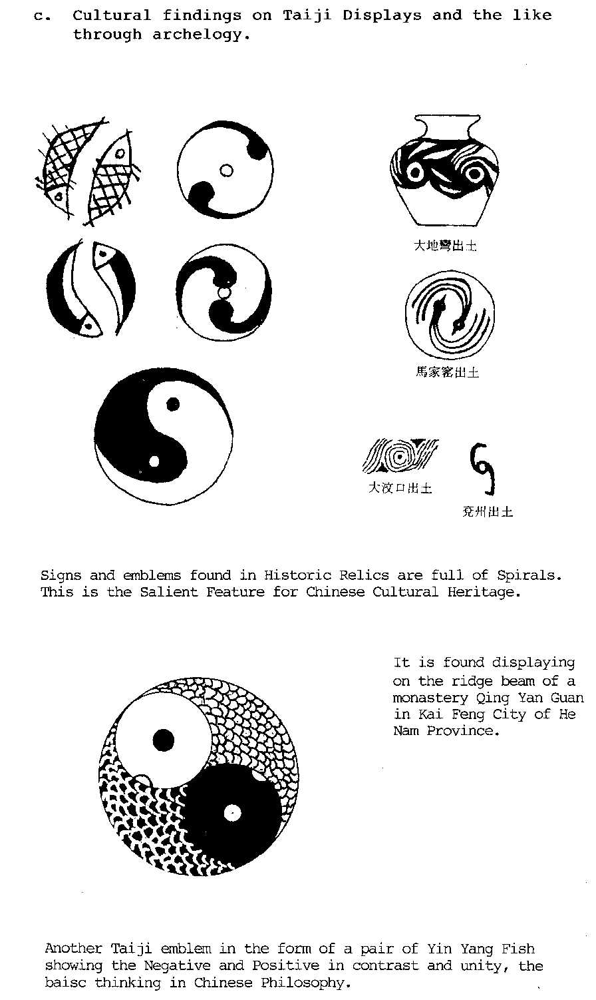 c. Cultural findings on Taiji Displays and the like
through archelogy.
大地彎出土
馬家窰出土
大汶口出土
兗州出土
Signs and emblems found in Historic Relics are full of Spirals.
This is the Salient Feature for Chinese Cultural Heritage.
It is found displaying
on the ridge beam of a
monastery Qing Yan Guan
in Kai Feng City of He
Nam Province.
Another Taiji emblem in the form of a pair of Yin Yang Fish
showing the Negative and Positive in contrast and unity, the
baisc thinking in Chinese Philosophy.